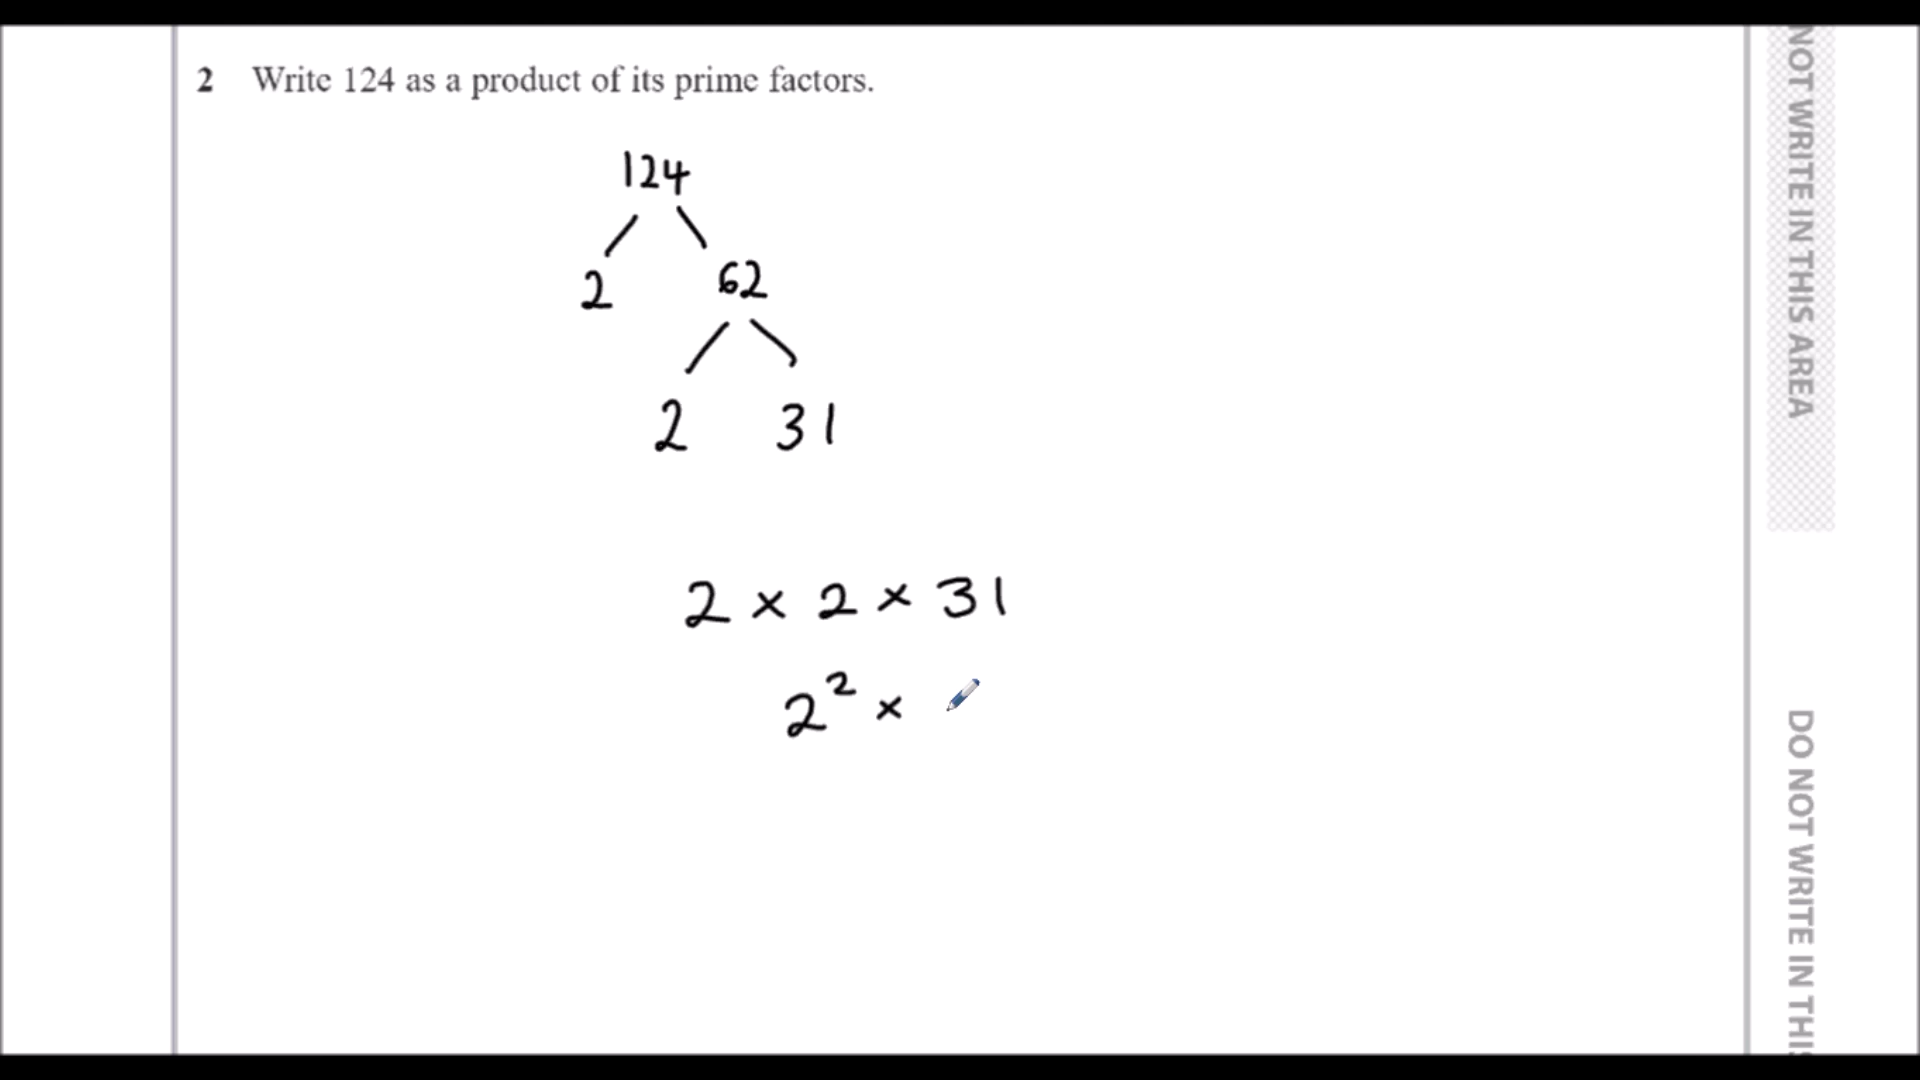 2 Write 124 as a product of its prime factors.
124
2 62
2 31
2 × 2 × 31
2² ×
NOT WRITE IN THIS AREA
DO NOT WRITE IN THIS